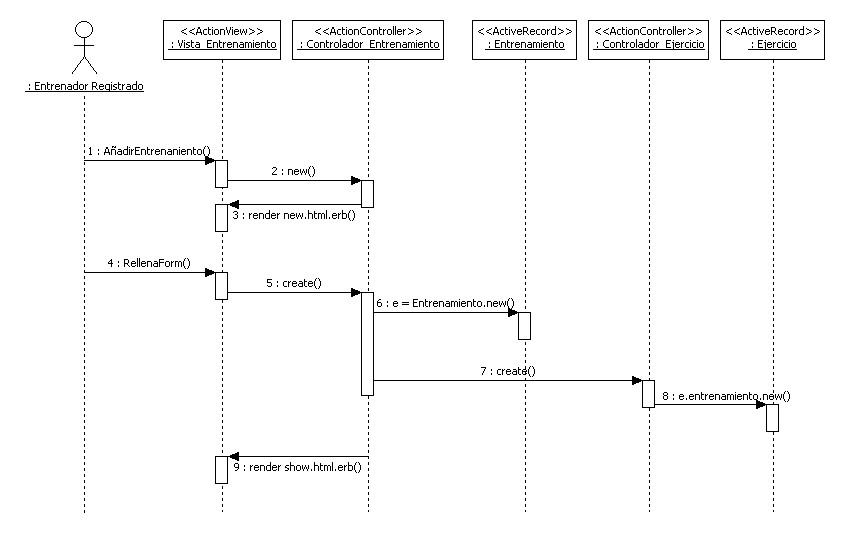 <<ActionView>>
: Vista_Entrenamiento
<<ActionController>>
: Controlador_Entrenamiento
<<ActiveRecord>>
: Entrenamiento
<<ActionController>>
: Controlador_Ejercicio
<<ActiveRecord>>
: Ejercicio
: Entrenador Registrado
1 : AñadirEntrenaniento()
2 : new()
3 : render new.html.erb()
4 : RellenaForm()
5 : create()
6 : e = Entrenamiento.new()
7 : create()
8 : e.entrenamiento.new()
9 : render show.html.erb()